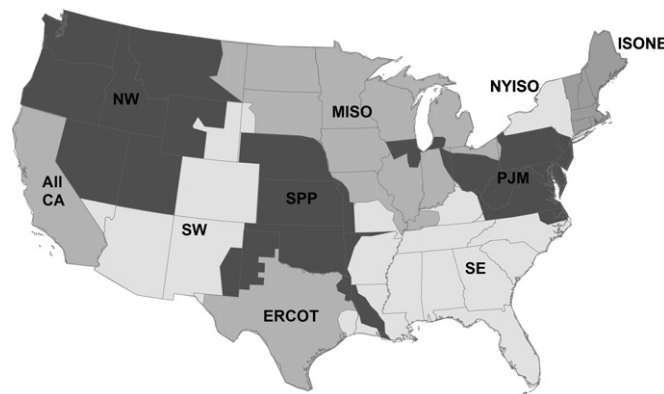 ISONE
NYISO
NW
MISO
All
CA
SPP
PJM
SW
SE
ERCOT